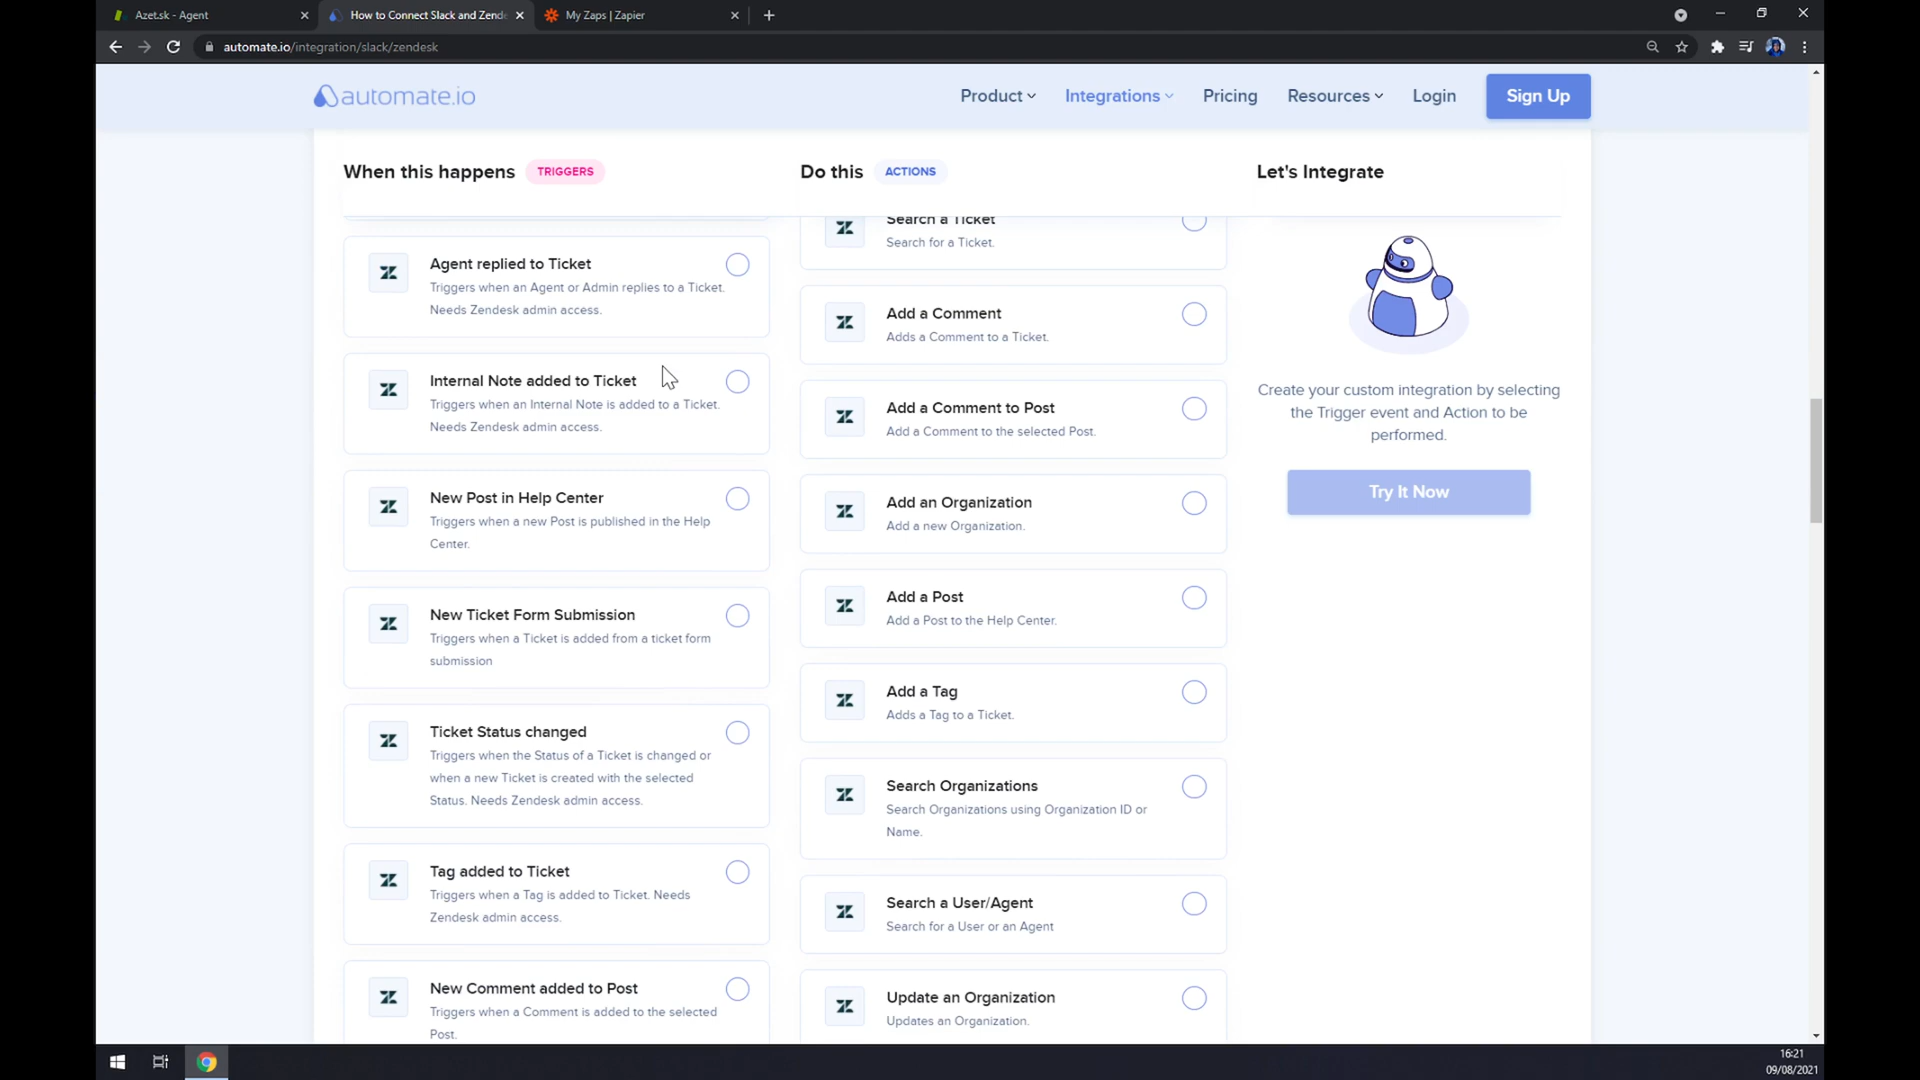 Azet.sk - Agent
How to Connect Slack and Zende
My Zaps | Zapier
automate.io/integration/slack/zendesk
automate.io
Product
Integrations
Pricing
Resources
Login
Sign Up
When this happens
TRIGGERS
Do this
ACTIONS
Let's Integrate
Agent replied to Ticket
Triggers when an Agent or Admin replies to a Ticket.
Needs Zendesk admin access.
Internal Note added to Ticket
Triggers when an Internal Note is added to a Ticket.
Needs Zendesk admin access.
New Post in Help Center
Triggers when a new Post is published in the Help
Center.
New Ticket Form Submission
Triggers when a Ticket is added from a ticket form
submission
Ticket Status changed
Triggers when the Status of a Ticket is changed or
when a new Ticket is created with the selected
Status. Needs Zendesk admin access.
Tag added to Ticket
Triggers when a Tag is added to Ticket. Needs
Zendesk admin access.
New Comment added to Post
Triggers when a Comment is added to the selected
Post.
Search a Ticket
Search for a Ticket.
Add a Comment
Adds a Comment to a Ticket.
Add a Comment to Post
Add a Comment to the selected Post.
Add an Organization
Add a new Organization.
Add a Post
Add a Post to the Help Center.
Add a Tag
Adds a Tag to a Ticket.
Search Organizations
Search Organizations using Organization ID or
Name.
Search a User/Agent
Search for a User or an Agent
Update an Organization
Updates an Organization.
Create your custom integration by selecting
the Trigger event and Action to be
performed.
Try It Now
16:21
09/08/2021